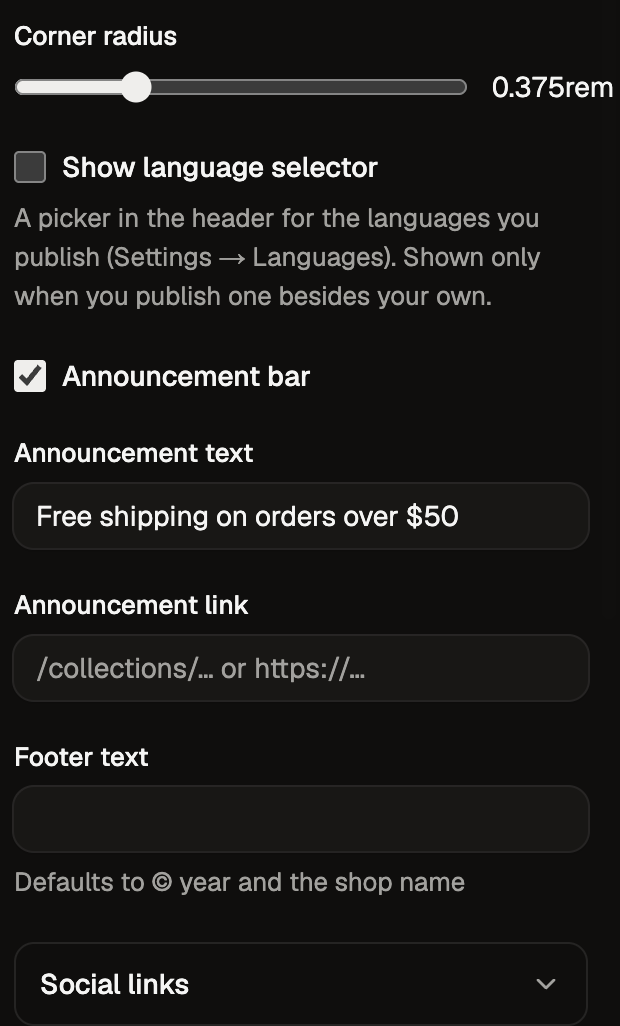 Corner radius
0.375rem
Show language selector
A picker in the header for the languages you
publish (Settings → Languages). Shown only
when you publish one besides your own.
Announcement bar
Announcement text
Free shipping on orders over $50
Announcement link
/collections/… or https://…
Footer text
Defaults to © year and the shop name
Social links